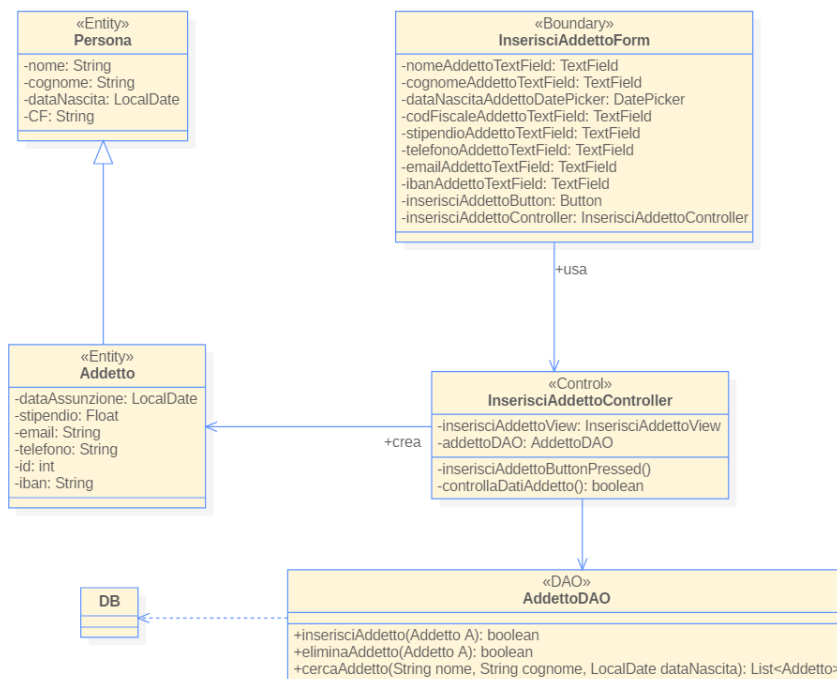 «Entity»
Persona
-nome: String
-cognome: String
-dataNascita: LocalDate
-CF: String
«Boundary»
InserisciAddettoForm
-nomeAddettoTextField: TextField
-cognomeAddettoTextField: TextField
-dataNascitaAddettoDatePicker: DatePicker
-codFiscaleAddettoTextField: TextField
-stipendioAddettoTextField: TextField
-telefonoAddettoTextField: TextField
-emailAddettoTextField: TextField
-ibanAddettoTextField: TextField
-inserisciAddettoButton: Button
-inserisciAddettoController: InserisciAddettoController
+usa
«Entity»
Addetto
-dataAssunzione: LocalDate
-stipendio: Float
-email: String
-telefono: String
-id: int
-iban: String
+crea
«Control»
InserisciAddettoController
-inserisciAddettoView: InserisciAddettoView
-addettoDAO: AddettoDAO
-inserisciAddettoButtonPressed()
-controllaDatiAddetto(): boolean
DB
«DAO»
AddettoDAO
+inserisciAddetto(Addetto A): boolean
+eliminaAddetto(Addetto A): boolean
+cercaAddetto(String nome, String cognome, LocalDate dataNascita): List<Addetto>